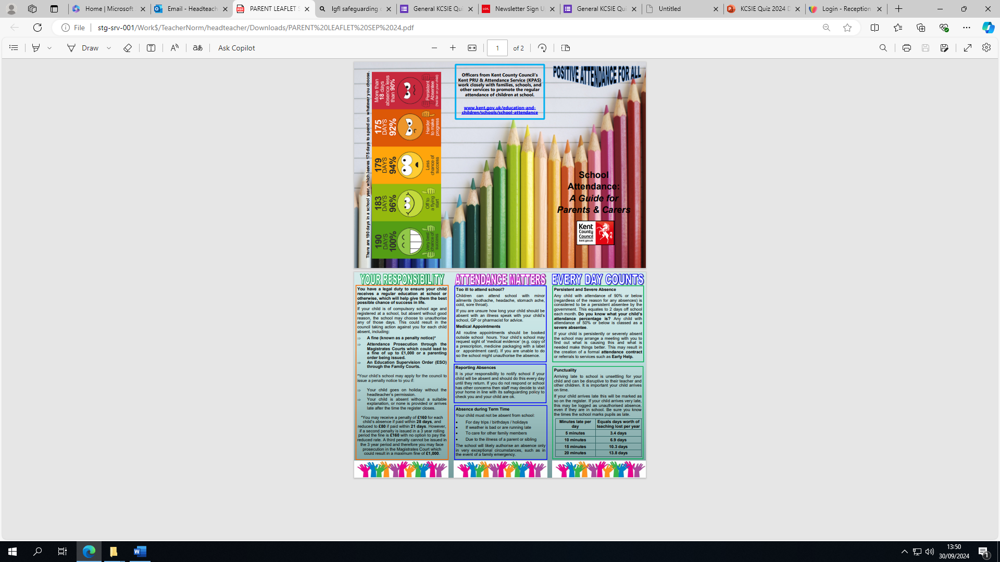 Home | Microsoft
Email - Headteach
PARENT LEAFLET S
lgfl safeguarding
General KCSIE Qui
Newsletter Sign U
General KCSIE Qui
Untitled
KCSIE Quiz 2024 D
Login - Reception
File
stg-srv-001/Work$/TeacherNorm/headteacher/Downloads/PARENT%20LEAFLET%20SEP%2024.pdf
Draw
Ask Copilot
1 of 2
There are 190 days in a school year, which leaves 175 days to spend on whatever you choose.
More than
18 days
absence less
than 90%
Persistent
Absentee
(Not fair on your child)
175
DAYS
92%
Harder
to make
progress
179
DAYS
94%
Less
chance of
success
183
DAYS
96%
Off to
a flying
start
190
DAYS
100%
Very best
chance of
success
Officers from Kent County Council's
Kent PRU & Attendance Service (KPAS)
work closely with families, schools, and
other services to promote the regular
attendance of children at school.
www.kent.gov.uk/education-and-
children/schools/school-attendance
POSITIVE ATTENDANCE FOR ALL
School
Attendance:
A Guide for
Parents & Carers
Kent
County
Council
kent.gov.uk
YOUR RESPONSIBILITY
You have a legal duty to ensure your child
receives a regular education at school or
otherwise, which will help give them the best
possible chance of success in life.
If your child is of compulsory school age and
registered at a school, but absent without good
reason, the school may choose to unauthorise
any of those days. This could result in the
council taking action against you for each child
absent, including:
⇒ A fine (known as a penalty notice)*
⇒ Attendance Prosecution through the
Magistrates Courts which could lead to
a fine of up to £1,000 or a parenting
order being issued.
⇒ An Education Supervision Order (ESO)
through the Family Courts.
*Your child's school may apply for the council to
issue a penalty notice to you if:
⇒ Your child goes on holiday without the
headteacher's permission.
⇒ Your child is absent without a suitable
explanation, or none is provided or arrives
late after the time the register closes.
*You may receive a penalty of £160 for each
child's absence if paid within 28 days, and
reduced to £80 if paid within 21 days. However,
if a second penalty is issued in a 3 year rolling
period the fine is £160 with no option to pay the
reduced rate. A third penalty cannot be issued in
the 3 year period and therefore you may face
prosecution in the Magistrates Court which
could result in a maximum fine of £1,000.
ATTENDANCE MATTERS
Too ill to attend school?
Children can attend school with minor
ailments (toothache, headache, stomach ache,
cold, sore throat).
If you are unsure how long your child should be
absent with an illness speak with your child's
school, GP or pharmacist for advice.
Medical Appointments
All routine appointments should be booked
outside school hours. Your child's school may
request sight of 'medical evidence' (e.g. copy of
a prescription, medicine packaging with a label
or appointment card). If you are unable to do
so the school might unauthorise the absence.
Reporting Absences
It is your responsibility to notify school if your
child will be absent and should do this every day
until they return. If you do not respond or school
has other concerns then staff may decide to visit
your home in line with its safeguarding policy to
check you and your child are ok.
Absence during Term Time
Your child must not be absent from school:
• For day trips / birthdays / holidays
• If weather is bad or are running late
• To care for other family members
• Due to the illness of a parent or sibling
The school will likely authorise an absence only
in very exceptional circumstances, such as in
the event of a family emergency.
EVERY DAY COUNTS
Persistent and Severe Absence
Any child with attendance of 90% or below
(regardless of the reason for any absences) is
considered to be a persistent absentee by the
government. This equates to 2 days off school
each month. Do you know what your child's
attendance percentage is? Any child with
attendance of 50% or below is classed as a
severe absentee.
If your child is persistently or severely absent
the school may arrange a meeting with you to
find out what is causing this and what is
needed make things better. This may result in
the creation of a formal attendance contract
or referrals to services such as Early Help.
Punctuality
Arriving late to school is unsettling for your
child and can be disruptive to their teacher and
other children. It is important your child arrives
on time.
If your child arrives late this will be marked as
so on the register. If your child arrives very late,
this may be logged as unauthorised absence,
even if they are in school. Be sure you know
the times the school marks pupils as late.
Minutes late per day Equals days worth of teaching lost per year
5 minutes 3.4 days
10 minutes 6.9 days
15 minutes 10.3 days
20 minutes 13.8 days
13:50
30/09/2024
1